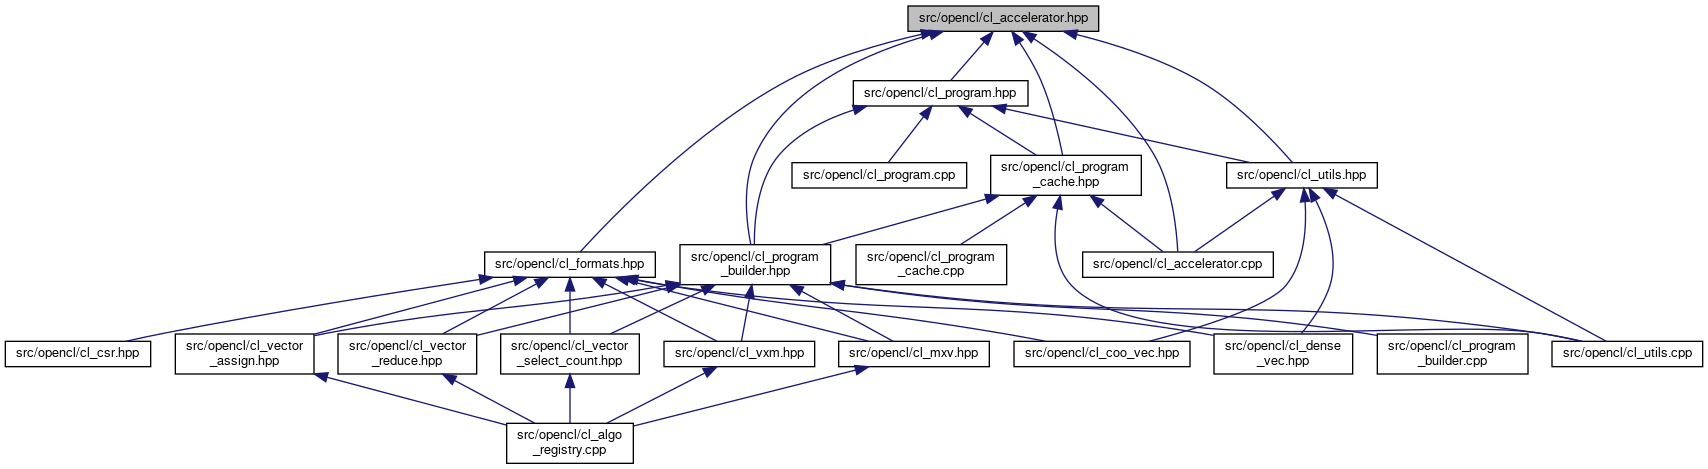 src/opencl/cl_accelerator.hpp
src/opencl/cl_program.hpp
src/opencl/cl_program.cpp
src/opencl/cl_program
_cache.hpp
src/opencl/cl_utils.hpp
src/opencl/cl_formats.hpp
src/opencl/cl_program
_builder.hpp
src/opencl/cl_program
_cache.cpp
src/opencl/cl_accelerator.cpp
src/opencl/cl_csr.hpp
src/opencl/cl_vector
_assign.hpp
src/opencl/cl_vector
_reduce.hpp
src/opencl/cl_vector
_select_count.hpp
src/opencl/cl_vxm.hpp
src/opencl/cl_mxv.hpp
src/opencl/cl_coo_vec.hpp
src/opencl/cl_dense
_vec.hpp
src/opencl/cl_program
_builder.cpp
src/opencl/cl_utils.cpp
src/opencl/cl_algo
_registry.cpp